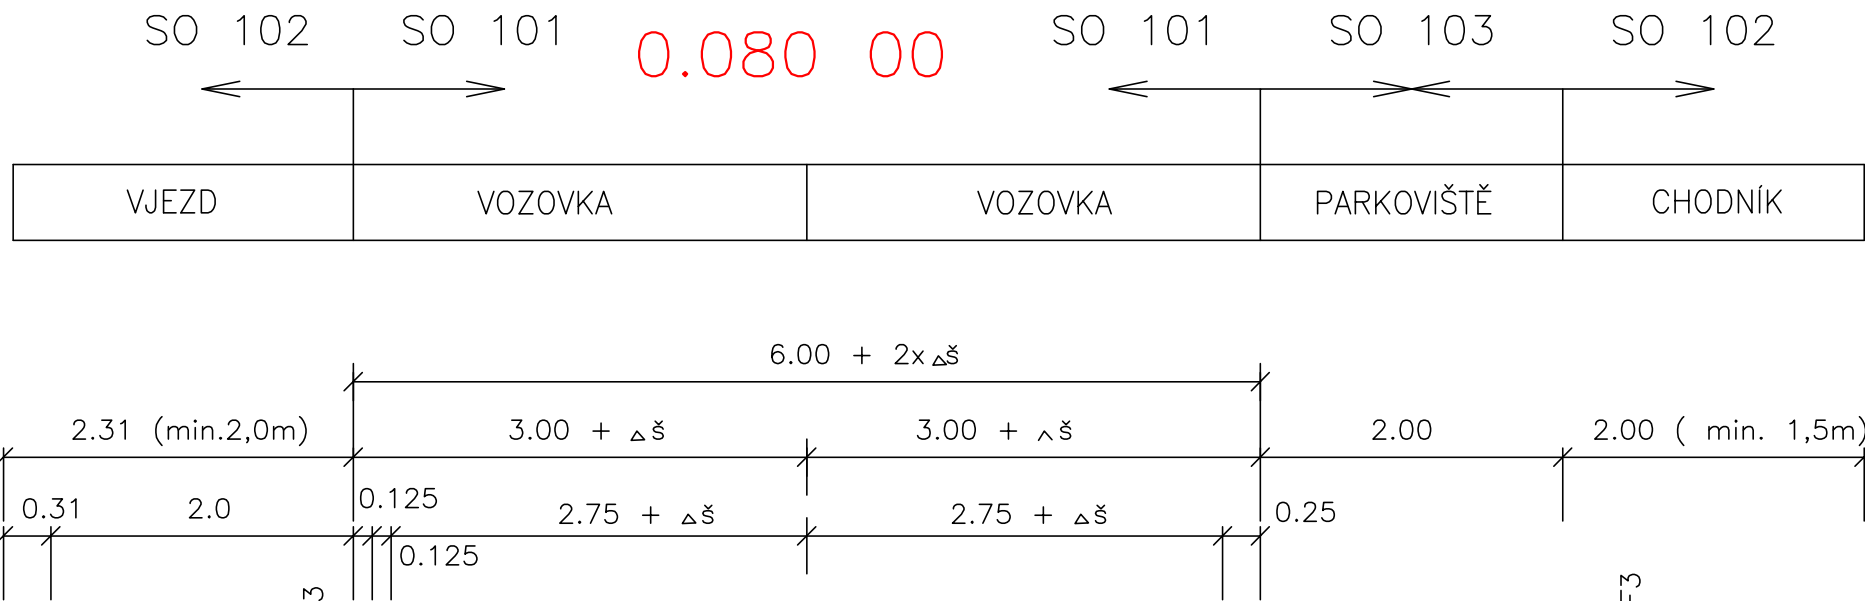 SO 102 SO 101 0.080 00 SO 101 SO 103 SO 102
VJEZD VOZOVKA VOZOVKA PARKOVIŠTĚ CHODNÍK
6.00 + 2x△š
2.31 (min.2,0m) 3.00 + △š 3.00 + ^š 2.00 2.00 ( min. 1,5m)
0.31 2.0 0.125 2.75 + △š 2.75 + △š 0.25
0.125